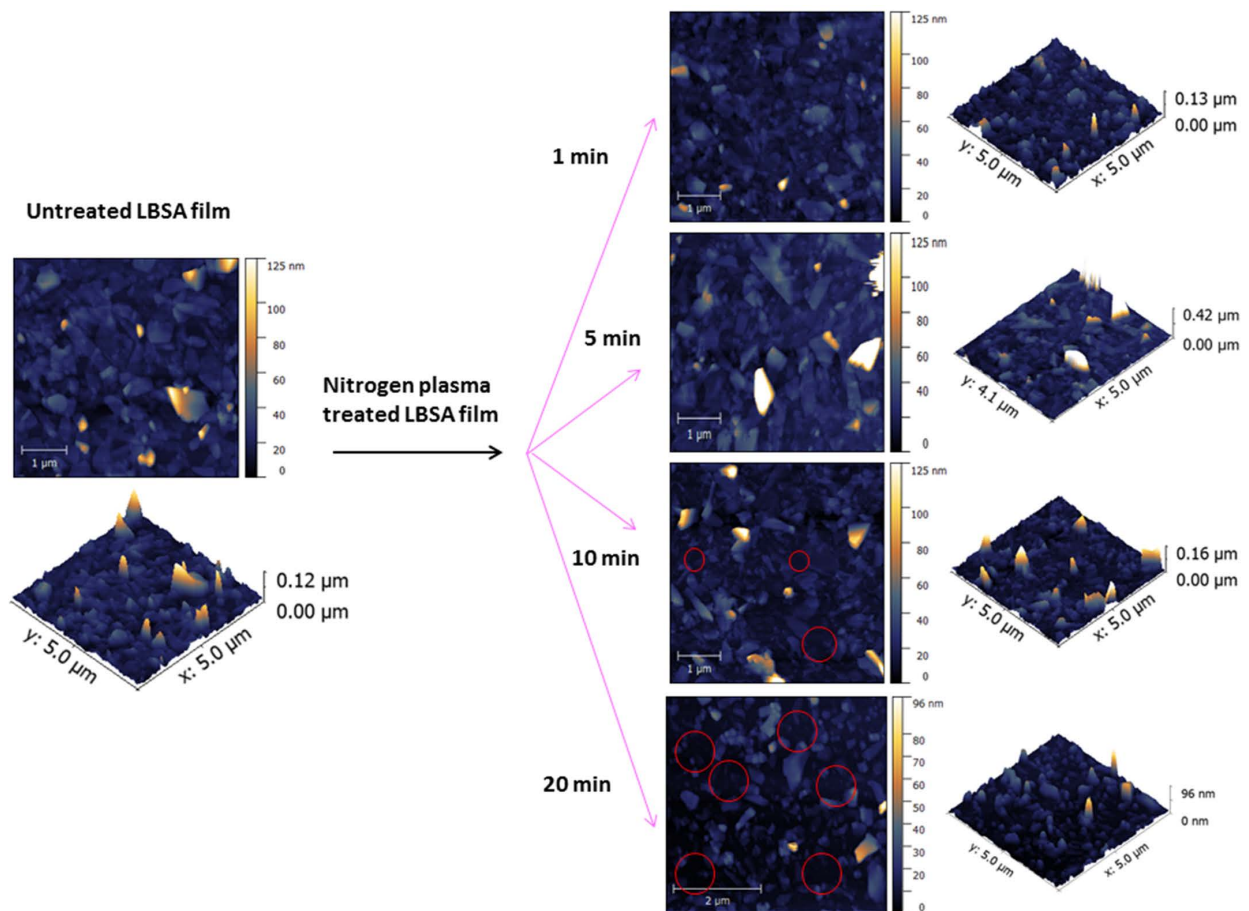 Untreated LBSA film
125 nm
100
80
60
40
20
0
1 µm
0.12 µm
0.00 µm
y: 5.0 µm
x: 5.0 µm
Nitrogen plasma
treated LBSA film
1 min
1 µm
125 nm
100
80
60
40
20
0
0.13 µm
0.00 µm
y: 5.0 µm
x: 5.0 µm
5 min
1 µm
125 nm
100
80
60
40
0
0.42 µm
0.00 µm
y: 4.1 µm
x: 5.0 µm
10 min
1 µm
125 nm
100
80
60
40
20
0
0.16 µm
0.00 µm
y: 5.0 µm
x: 5.0 µm
20 min
2 µm
96 nm
80
70
60
50
40
30
20
10
0
96 nm
0 nm
y: 5.0 µm
x: 5.0 µm